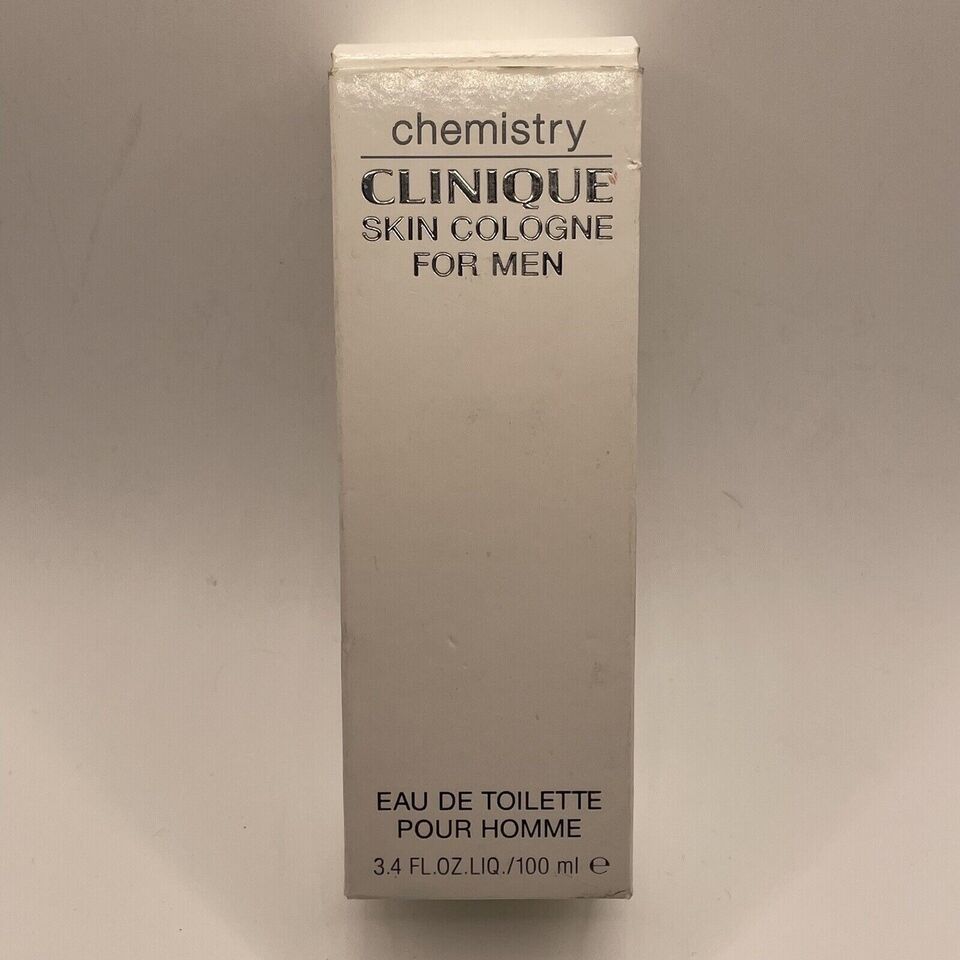 chemistry
CLINIQUE
SKIN COLOGNE
FOR MEN
EAU DE TOILETTE
POUR HOMME
3.4 FL.OZ.LIQ./100 ml ℮